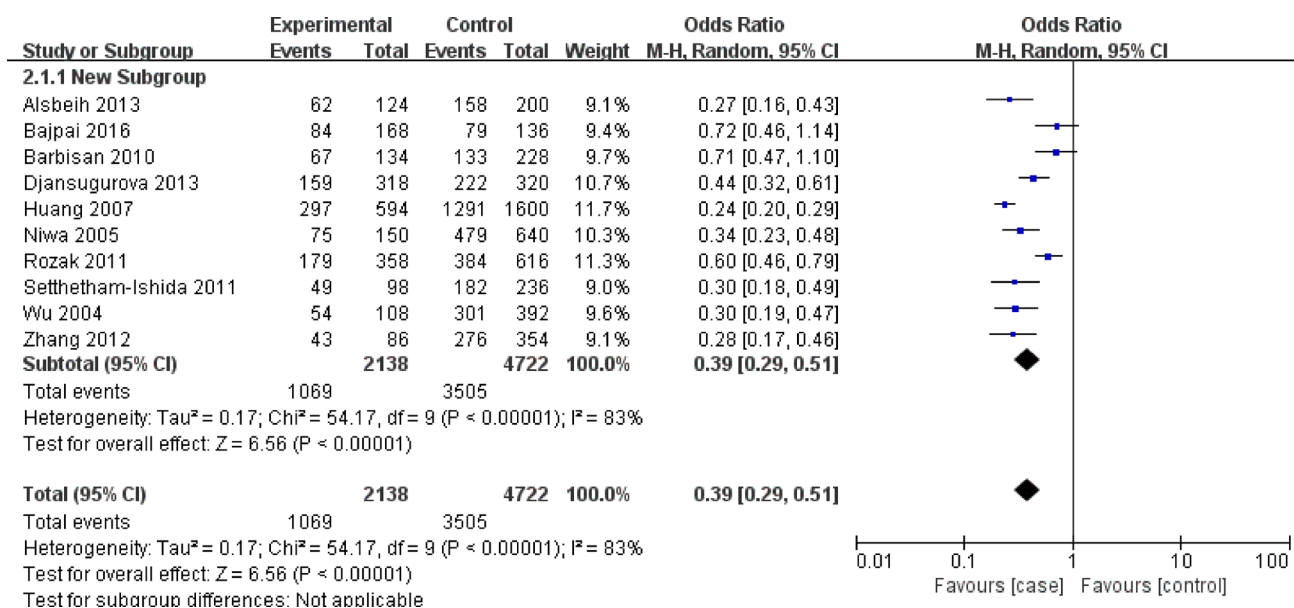 Experimental Control Odds Ratio Odds Ratio
Study or Subgroup Events Total Events Total Weight M-H, Random, 95% CI M-H, Random, 95% CI
2.1.1 New Subgroup
Alsbeih 2013 62 124 158 200 9.1% 0.27 [0.16, 0.43]
Bajpai 2016 84 168 79 136 9.4% 0.72 [0.46, 1.14]
Barbisan 2010 67 134 133 228 9.7% 0.71 [0.47, 1.10]
Djansugurova 2013 159 318 222 320 10.7% 0.44 [0.32, 0.61]
Huang 2007 297 594 1291 1600 11.7% 0.24 [0.20, 0.29]
Niwa 2005 75 150 479 640 10.3% 0.34 [0.23, 0.48]
Rozak 2011 179 358 384 616 11.3% 0.60 [0.46, 0.79]
Setthetham-Ishida 2011 49 98 182 236 9.0% 0.30 [0.18, 0.49]
Wu 2004 54 108 301 392 9.6% 0.30 [0.19, 0.47]
Zhang 2012 43 86 276 354 9.1% 0.28 [0.17, 0.46]
Subtotal (95% CI) 2138 4722 100.0% 0.39 [0.29, 0.51]
Total events 1069 3505
Heterogeneity: Tau² = 0.17; Chi² = 54.17, df = 9 (P < 0.00001); I² = 83%
Test for overall effect: Z = 6.56 (P < 0.00001)
Total (95% CI) 2138 4722 100.0% 0.39 [0.29, 0.51]
Total events 1069 3505
Heterogeneity: Tau² = 0.17; Chi² = 54.17, df = 9 (P < 0.00001); I² = 83%
Test for overall effect: Z = 6.56 (P < 0.00001)
Test for subgroup differences: Not applicable
0.01 0.1 1 10 100
Favours [case] Favours [control]